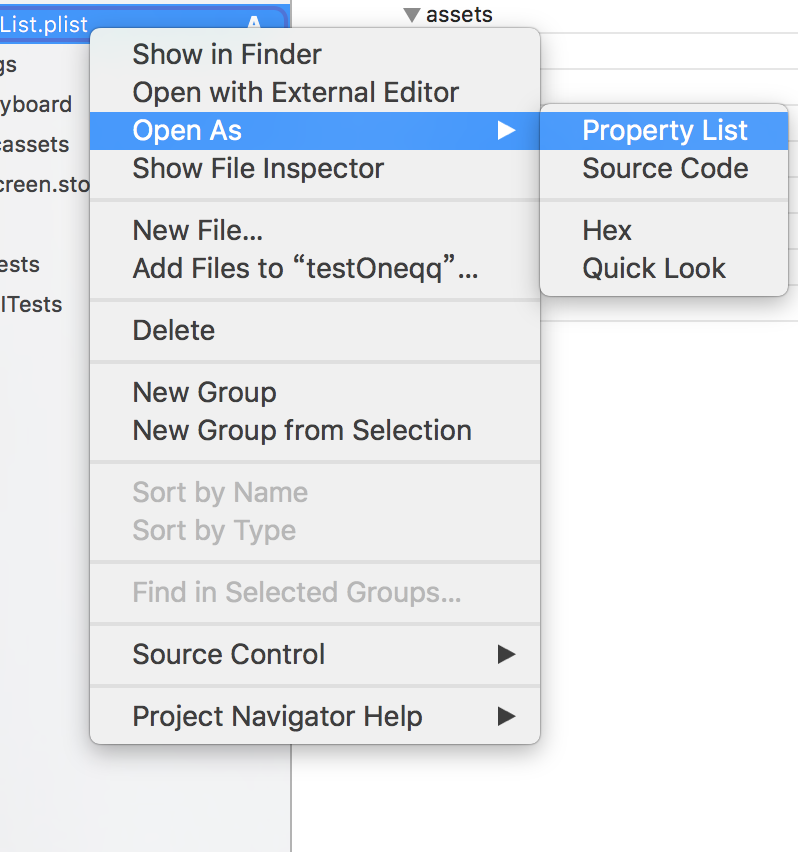 List.plist
A
assets
gs
yboard
cassets
creen.sto
ests
ITests
Show in Finder
Open with External Editor
Open As
Show File Inspector
New File...
Add Files to “testOneqq”...
Delete
New Group
New Group from Selection
Sort by Name
Sort by Type
Find in Selected Groups...
Source Control
Project Navigator Help
Property List
Source Code
Hex
Quick Look